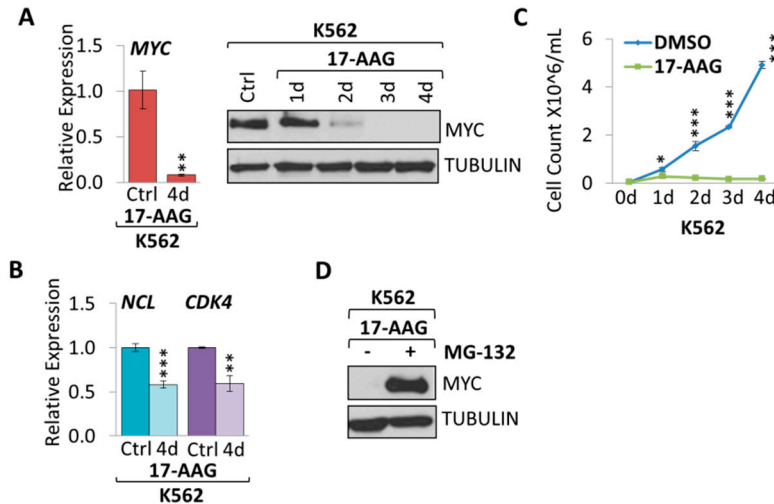 A
MYC
Relative Expression
1.5
1.0
0.5
0.0
**
Ctrl 4d
17-AAG
K562
K562
17-AAG
Ctrl
1d
2d
3d
4d
MYC
TUBULIN
C
Cell Count X10^6/mL
6
4
2
0
DMSO
17-AAG
*
***
***
***
0d 1d 2d 3d 4d
K562
B
NCL CDK4
Relative Expression
1.5
1.0
0.5
0.0
***
**
Ctrl 4d Ctrl 4d
17-AAG
K562
D
K562
17-AAG
- + MG-132
MYC
TUBULIN